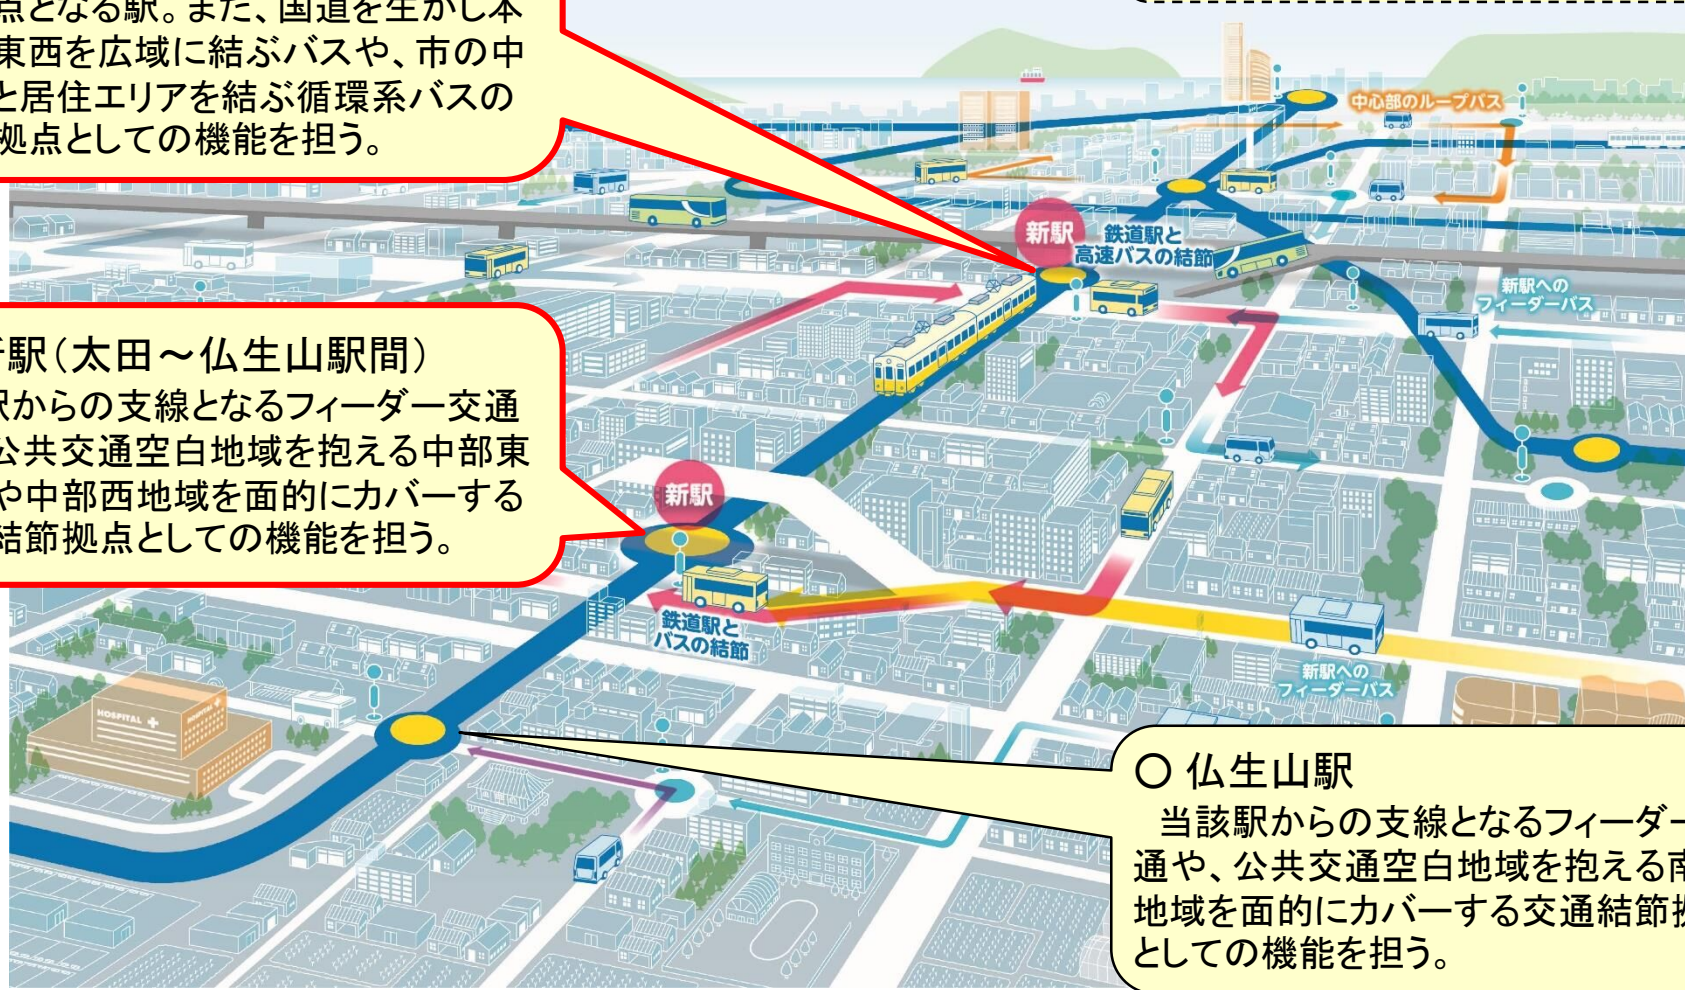 点となる駅。また、国道を生かし本
東西を広域に結ぶバスや、市の中
と居住エリアを結ぶ循環系バスの
拠点としての機能を担う。
中心部のループバス
新駅
鉄道駅と
高速バスの結節
新駅への
フィーダーバス
新駅(太田～仏生山駅間)
駅からの支線となるフィーダー交通
公共交通空白地域を抱える中部東
や中部西地域を面的にカバーする
結節拠点としての機能を担う。
新駅
鉄道駅と
バスの結節
新駅への
フィーダーバス
HOSPITAL
HOSPITAL
〇 仏生山駅
当該駅からの支線となるフィーダー
通や、公共交通空白地域を抱える南
地域を面的にカバーする交通結節拠
としての機能を担う。